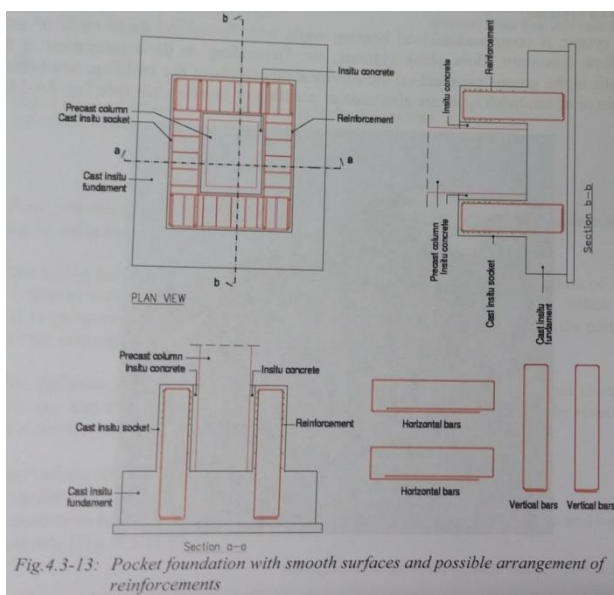 b
Insitu concrete
Precast column
Cast insitu socket
Reinforcement
a
a
Cast insitu
fundament
b
PLAN VIEW
Reinforcement
Insitu concrete
Precast column
Insitu concrete
Cast insitu socket
Cast insitu
fundament
Section b-b
Precast column
Insitu concrete
Insitu concrete
Cast insitu socket
Reinforcement
Cast insitu
fundament
Section a-a
Horizontal bars
Horizontal bars
Vertical bars
Vertical bars
Fig.4.3-13: Pocket foundation with smooth surfaces and possible arrangement of
reinforcements